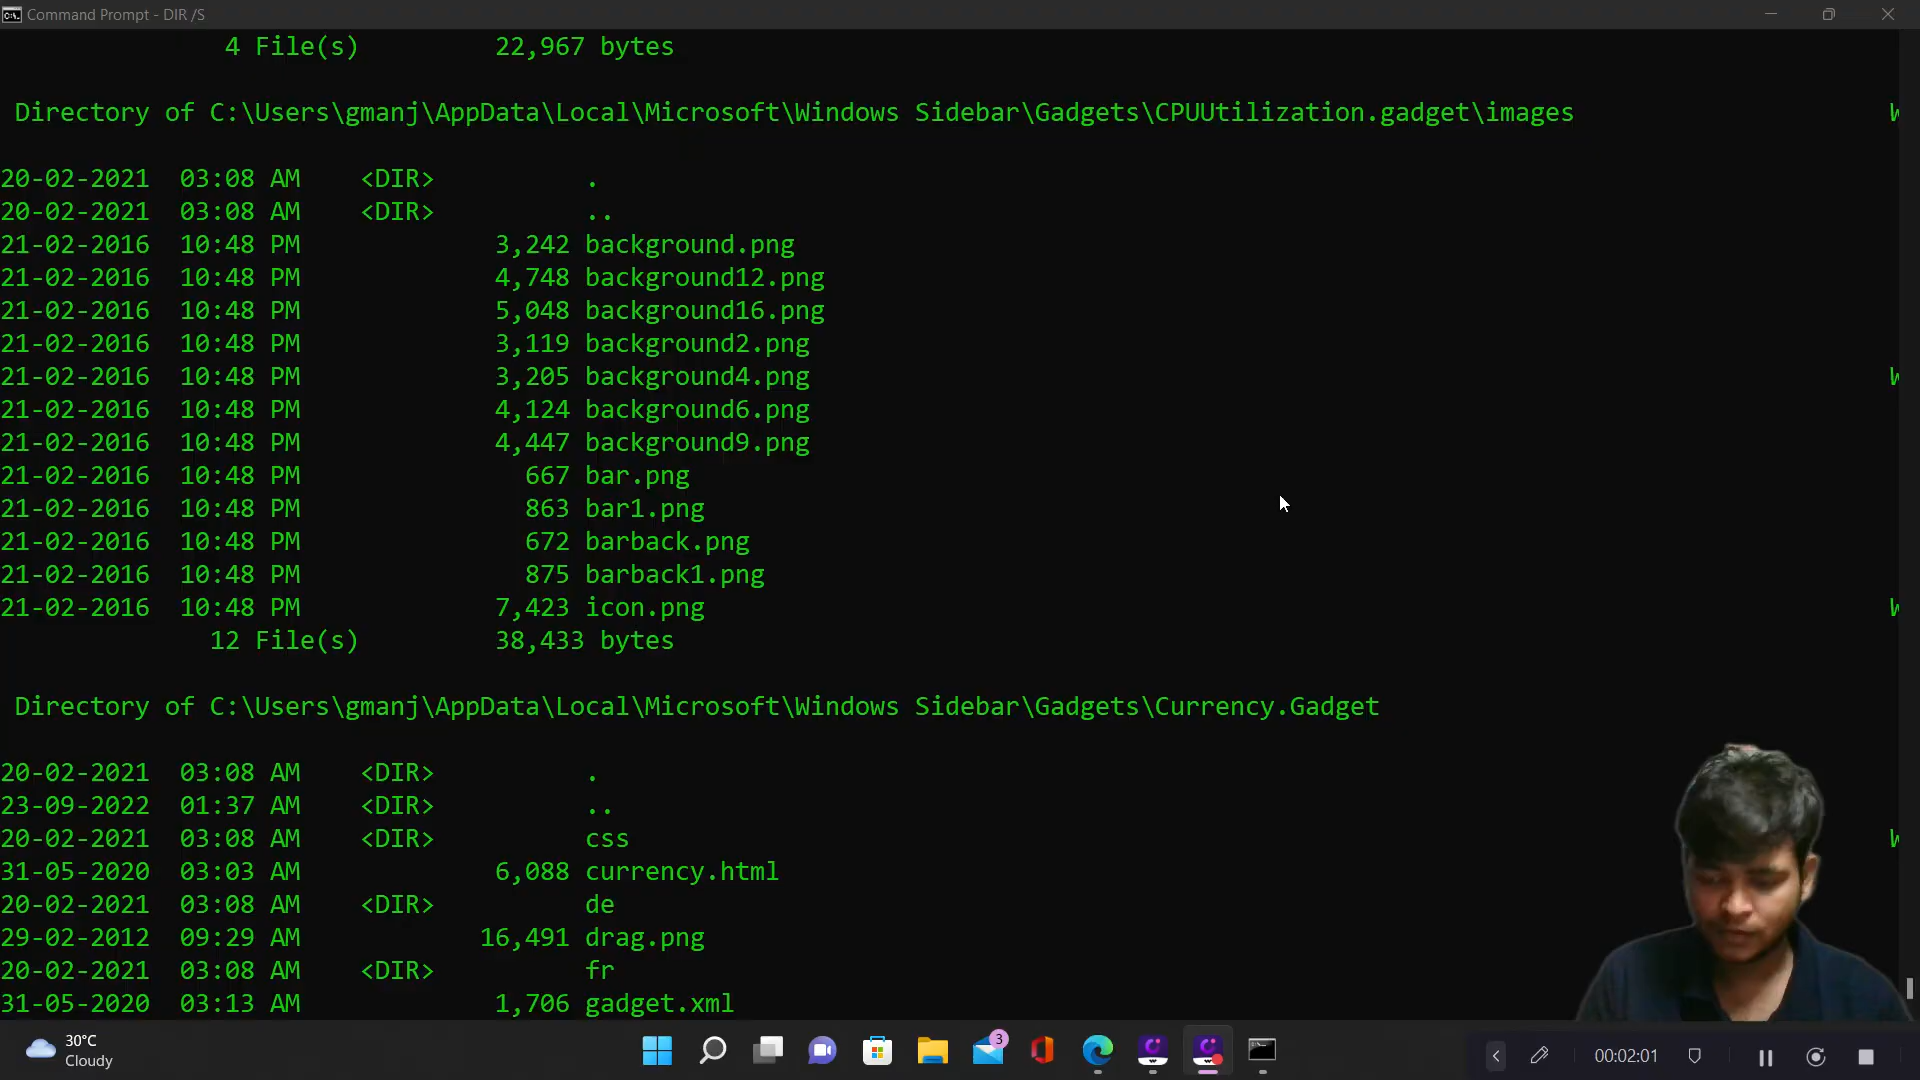 Command Prompt - DIR /S
4 File(s) 22,967 bytes
Directory of C:\Users\gmanj\AppData\Local\Microsoft\Windows Sidebar\Gadgets\CPUUtilization.gadget\images
20-02-2021 03:08 AM <DIR> .
20-02-2021 03:08 AM <DIR> ..
21-02-2016 10:48 PM 3,242 background.png
21-02-2016 10:48 PM 4,748 background12.png
21-02-2016 10:48 PM 5,048 background16.png
21-02-2016 10:48 PM 3,119 background2.png
21-02-2016 10:48 PM 3,205 background4.png
21-02-2016 10:48 PM 4,124 background6.png
21-02-2016 10:48 PM 4,447 background9.png
21-02-2016 10:48 PM 667 bar.png
21-02-2016 10:48 PM 863 bar1.png
21-02-2016 10:48 PM 672 barback.png
21-02-2016 10:48 PM 875 barback1.png
21-02-2016 10:48 PM 7,423 icon.png
12 File(s) 38,433 bytes
Directory of C:\Users\gmanj\AppData\Local\Microsoft\Windows Sidebar\Gadgets\Currency.Gadget
20-02-2021 03:08 AM <DIR> .
23-09-2022 01:37 AM <DIR> ..
20-02-2021 03:08 AM <DIR> css
31-05-2020 03:03 AM 6,088 currency.html
20-02-2021 03:08 AM <DIR> de
29-02-2012 09:29 AM 16,491 drag.png
20-02-2021 03:08 AM <DIR> fr
31-05-2020 03:13 AM 1,706 gadget.xml
30°C
Cloudy
3
00:02:01